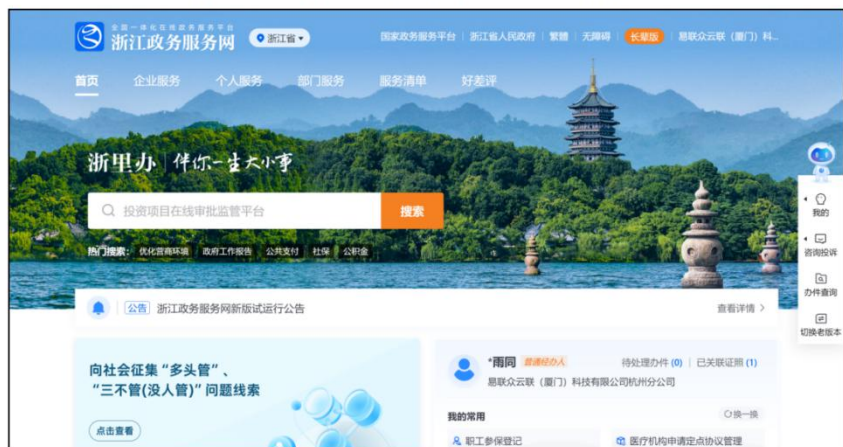 全国一体化在线政务服务平台
浙江政务服务网
浙江省
国家政务服务平台 | 浙江省人民政府 | 繁體 | 无障碍 | 长辈版 | 易联众云联（厦门）科...
首页 企业服务 个人服务 部门服务 服务清单 好差评
浙里办 | 伴你一生大小事
投资项目在线审批监管平台 搜索
热门搜索： 优化营商环境 政府工作报告 公共支付 社保 公积金
我的
咨询投诉
办件查询
切换老版本
公告 浙江政务服务网新版试运行公告 查看详情 >
向社会征集“多头管”、
“三不管(没人管)”问题线索
点击查看
*雨同 普通经办人 待处理办件 (0) | 已关联证照 (1)
易联众云联（厦门）科技有限公司杭州分公司
我的常用 换一换
职工参保登记 医疗机构申请定点协议管理